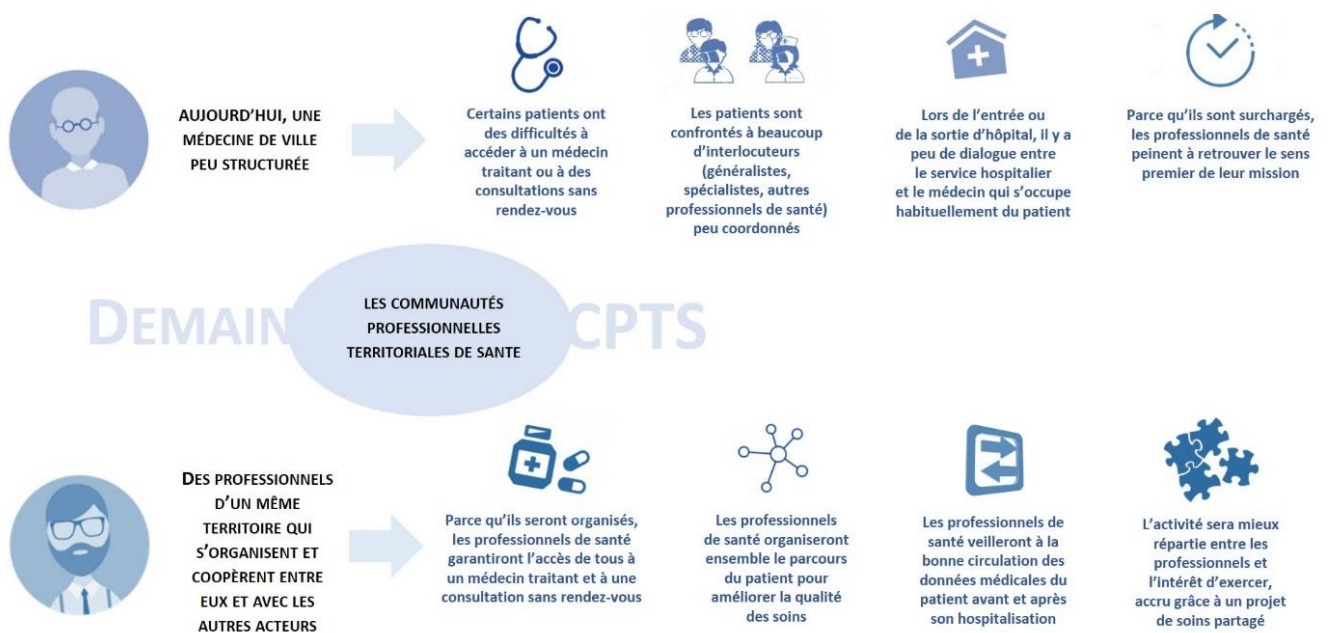 AUJOURD'HUI, UNE
MÉDECINE DE VILLE
PEU STRUCTURÉE
Certains patients ont
des difficultés à
accéder à un médecin
traitant ou à des
consultations sans
rendez-vous
Les patients sont
confrontés à beaucoup
d'interlocuteurs
(généralistes,
spécialistes, autres
professionnels de santé)
peu coordonnés
Lors de l'entrée ou
de la sortie d'hôpital, il y a
peu de dialogue entre
le service hospitalier
et le médecin qui s'occupe
habituellement du patient
Parce qu'ils sont surchargés,
les professionnels de santé
peinent à retrouver le sens
premier de leur mission
DEMAIN
LES COMMUNAUTÉS
PROFESSIONNELLES
TERRITORIALES DE SANTE
CPTS
DES PROFESSIONNELS
D'UN MÊME
TERRITOIRE QUI
S'ORGANISENT ET
COOPÈRENT ENTRE
EUX ET AVEC LES
AUTRES ACTEURS
Parce qu'ils seront organisés,
les professionnels de santé
garantiront l'accès de tous à
un médecin traitant et à une
consultation sans rendez-vous
Les professionnels
de santé organiseront
ensemble le parcours
du patient pour
améliorer la qualité
des soins
Les professionnels de
santé veilleront à la
bonne circulation des
données médicales du
patient avant et après
son hospitalisation
L'activité sera mieux
répartie entre les
professionnels et
l'intérêt d'exercer,
accru grâce à un projet
de soins partagé